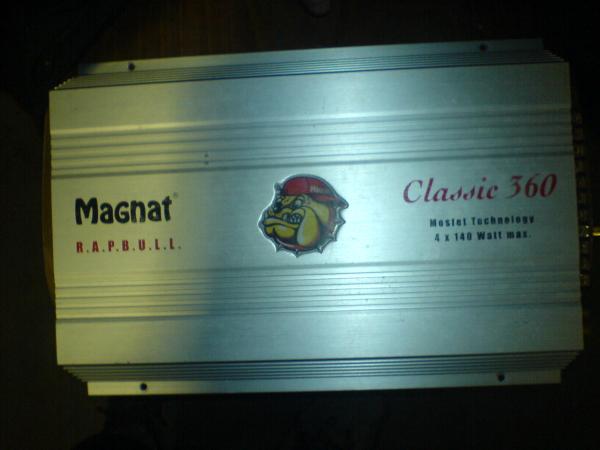 Magnat
R.A.P.B.U.L.L.
Classic 360
Mosfet Technology
4 x 140 Watt max.